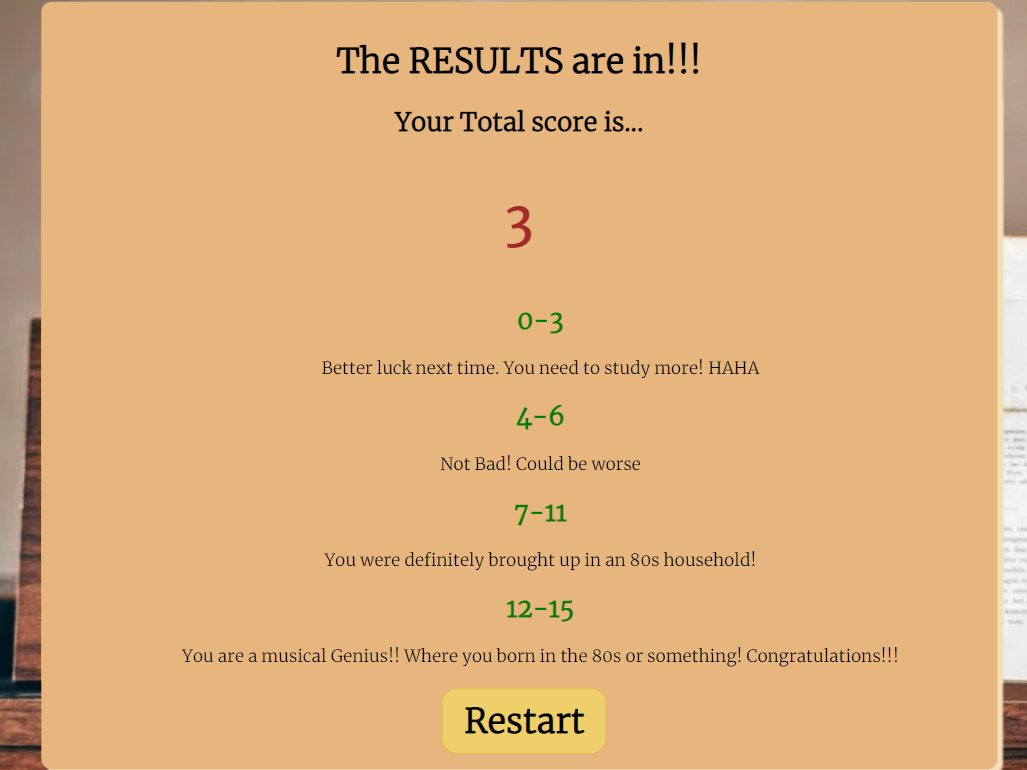 The RESULTS are in!!!
Your Total score is...
3
0-3
Better luck next time. You need to study more! HAHA
4-6
Not Bad! Could be worse
7-11
You were definitely brought up in an 80s household!
12-15
You are a musical Genius!! Where you born in the 80s or something! Congratulations!!!
Restart